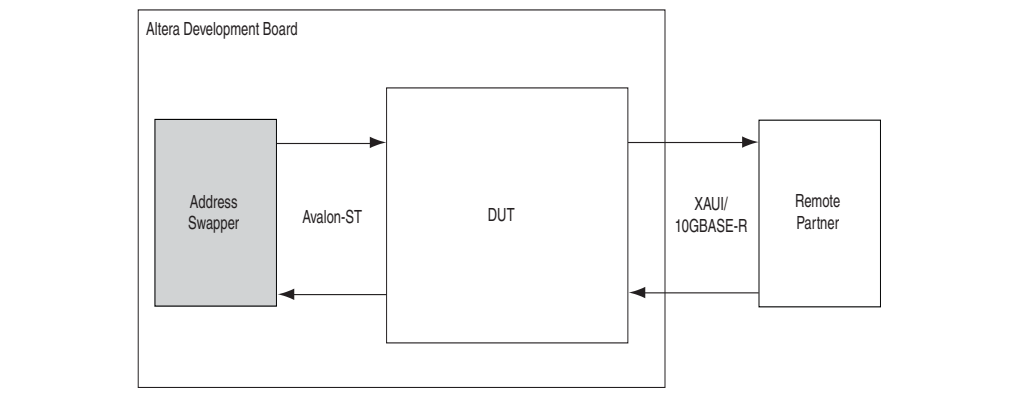 Altera Development Board
Address
Swapper
Avalon-ST
DUT
XAUI/
10GBASE-R
Remote
Partner